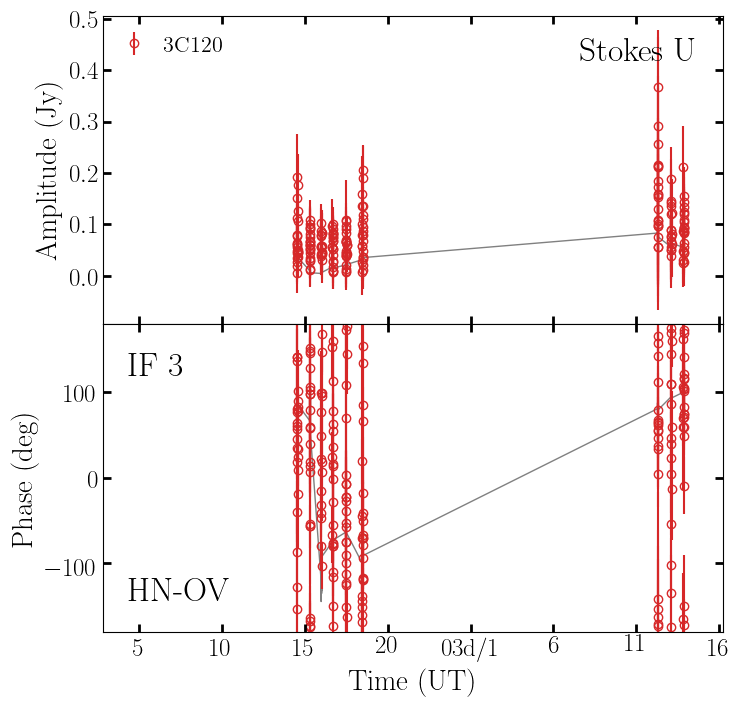 3C120
Stokes U
0.5
0.4
0.3
0.2
0.1
0.0
Amplitude (Jy)
IF 3
100
0
−100
Phase (deg)
HN-OV
5 10 15 20 03d/1 6 11 16
Time (UT)